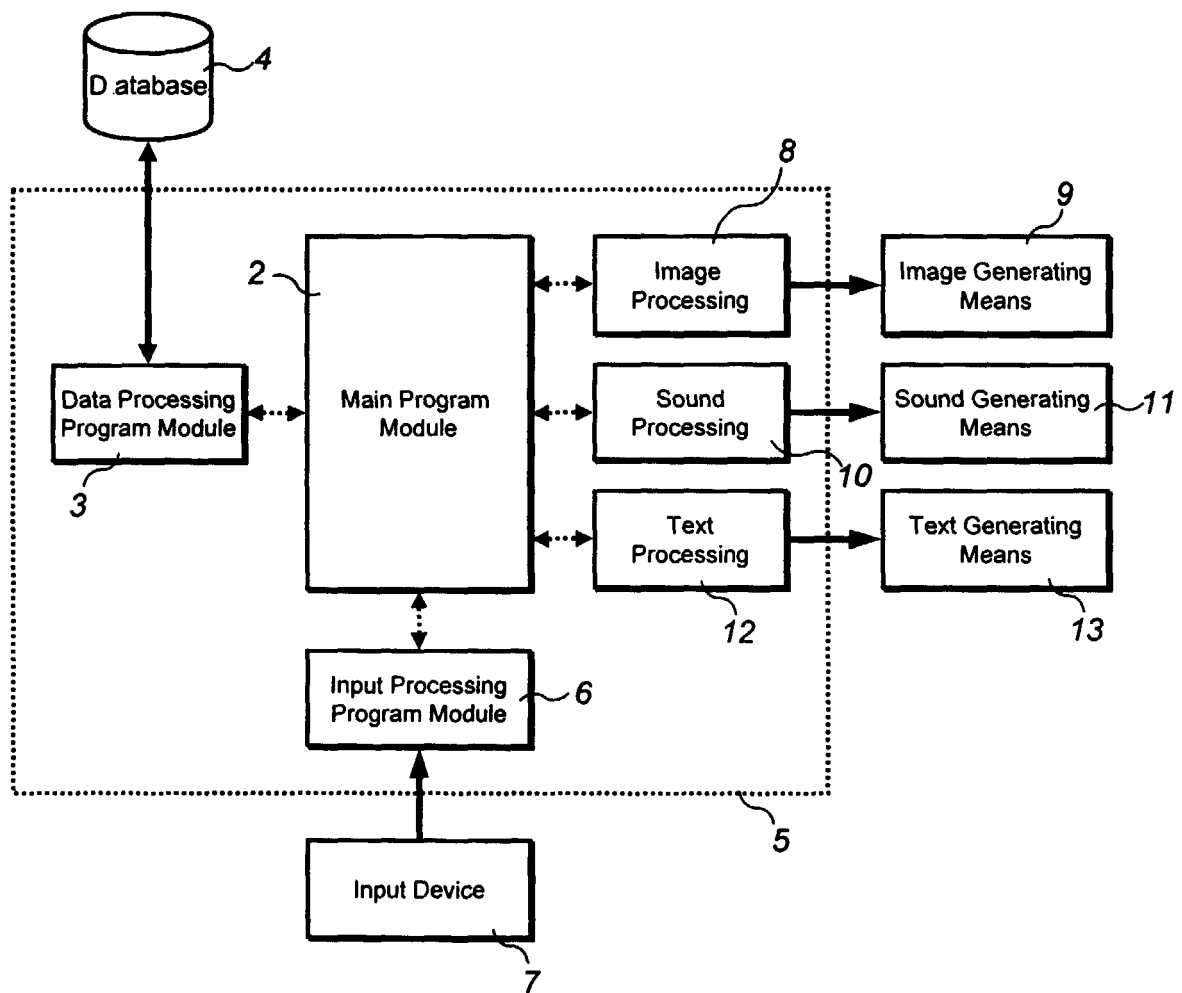 D.atabase
4
8
9
2
Image
Processing
Image Generating
Means
Data Processing
Program Module
3
Main Program
Module
Sound
Processing
10
Sound Generating
Means
11
Text
Processing
12
Text Generating
Means
13
Input Processing
Program Module
6
5
Input Device
7